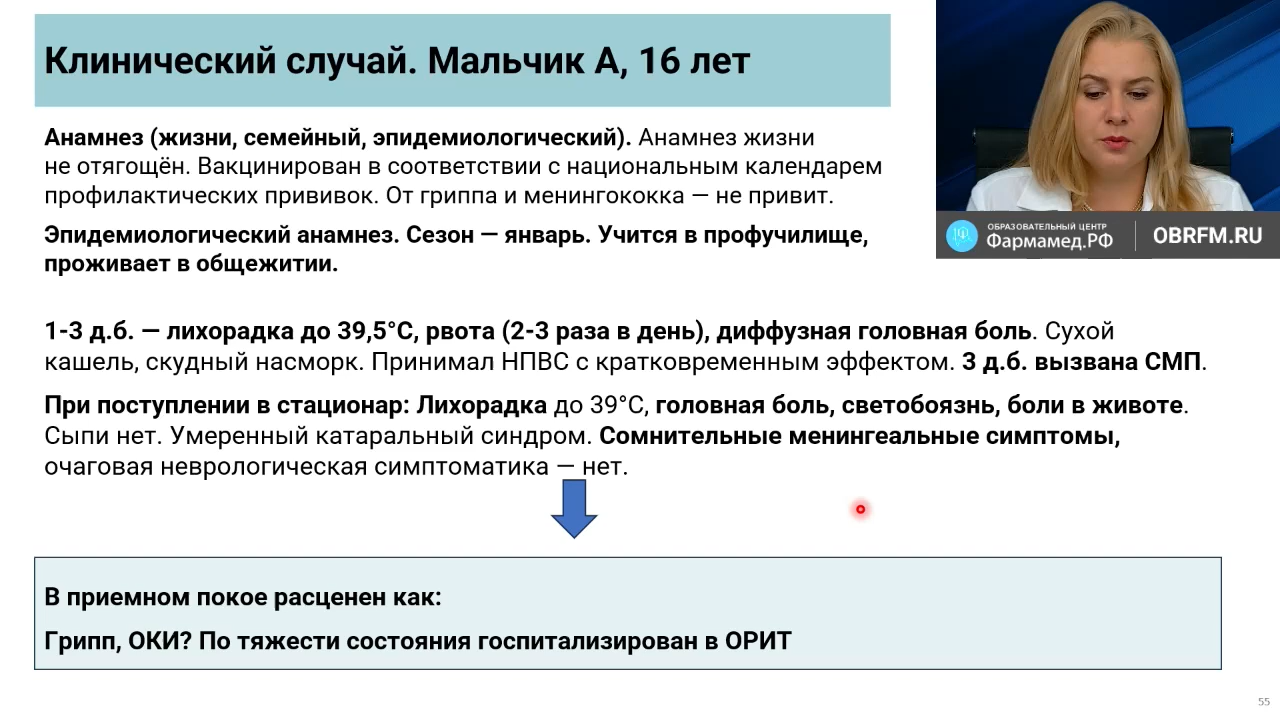 Клинический случай. Мальчик А, 16 лет
Анамнез (жизни, семейный, эпидемиологический). Анамнез жизни
не отягощён. Вакцинирован в соответствии с национальным календарем
профилактических прививок. От гриппа и менингококка — не привит.
Эпидемиологический анамнез. Сезон — январь. Учится в профучилище,
проживает в общежитии.
ОБРАЗОВАТЕЛЬНЫЙ ЦЕНТР
Фармамед.РФ
OBRFM.RU
1-3 д.б. — лихорадка до 39,5°С, рвота (2-3 раза в день), диффузная головная боль. Сухой
кашель, скудный насморк. Принимал НПВС с кратковременным эффектом. 3 д.б. вызвана СМП.
При поступлении в стационар: Лихорадка до 39°С, головная боль, светобоязнь, боли в животе.
Сыпи нет. Умеренный катаральный синдром. Сомнительные менингеальные симптомы,
очаговая неврологическая симптоматика — нет.
В приемном покое расценен как:
Грипп, ОКИ? По тяжести состояния госпитализирован в ОРИТ
55